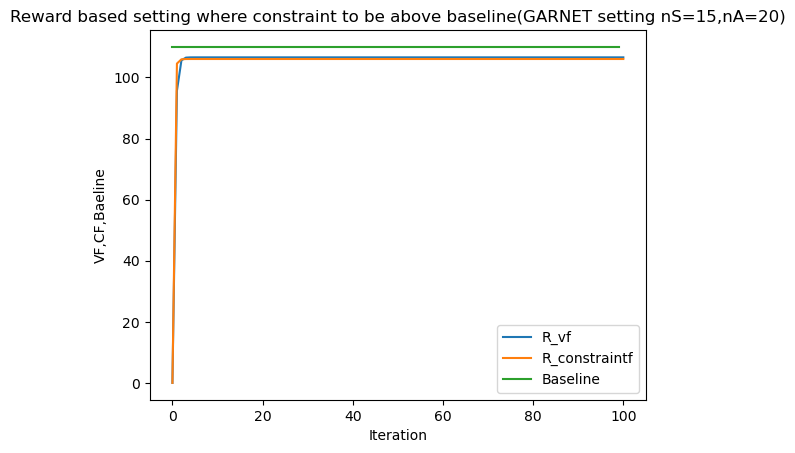 Reward based setting where constraint to be above baseline(GARNET setting nS=15,nA=20)
100
80
60
40
20
0
VF,CF,Baeline
R_vf
R_constraintf
Baseline
0 20 40 60 80 100
Iteration